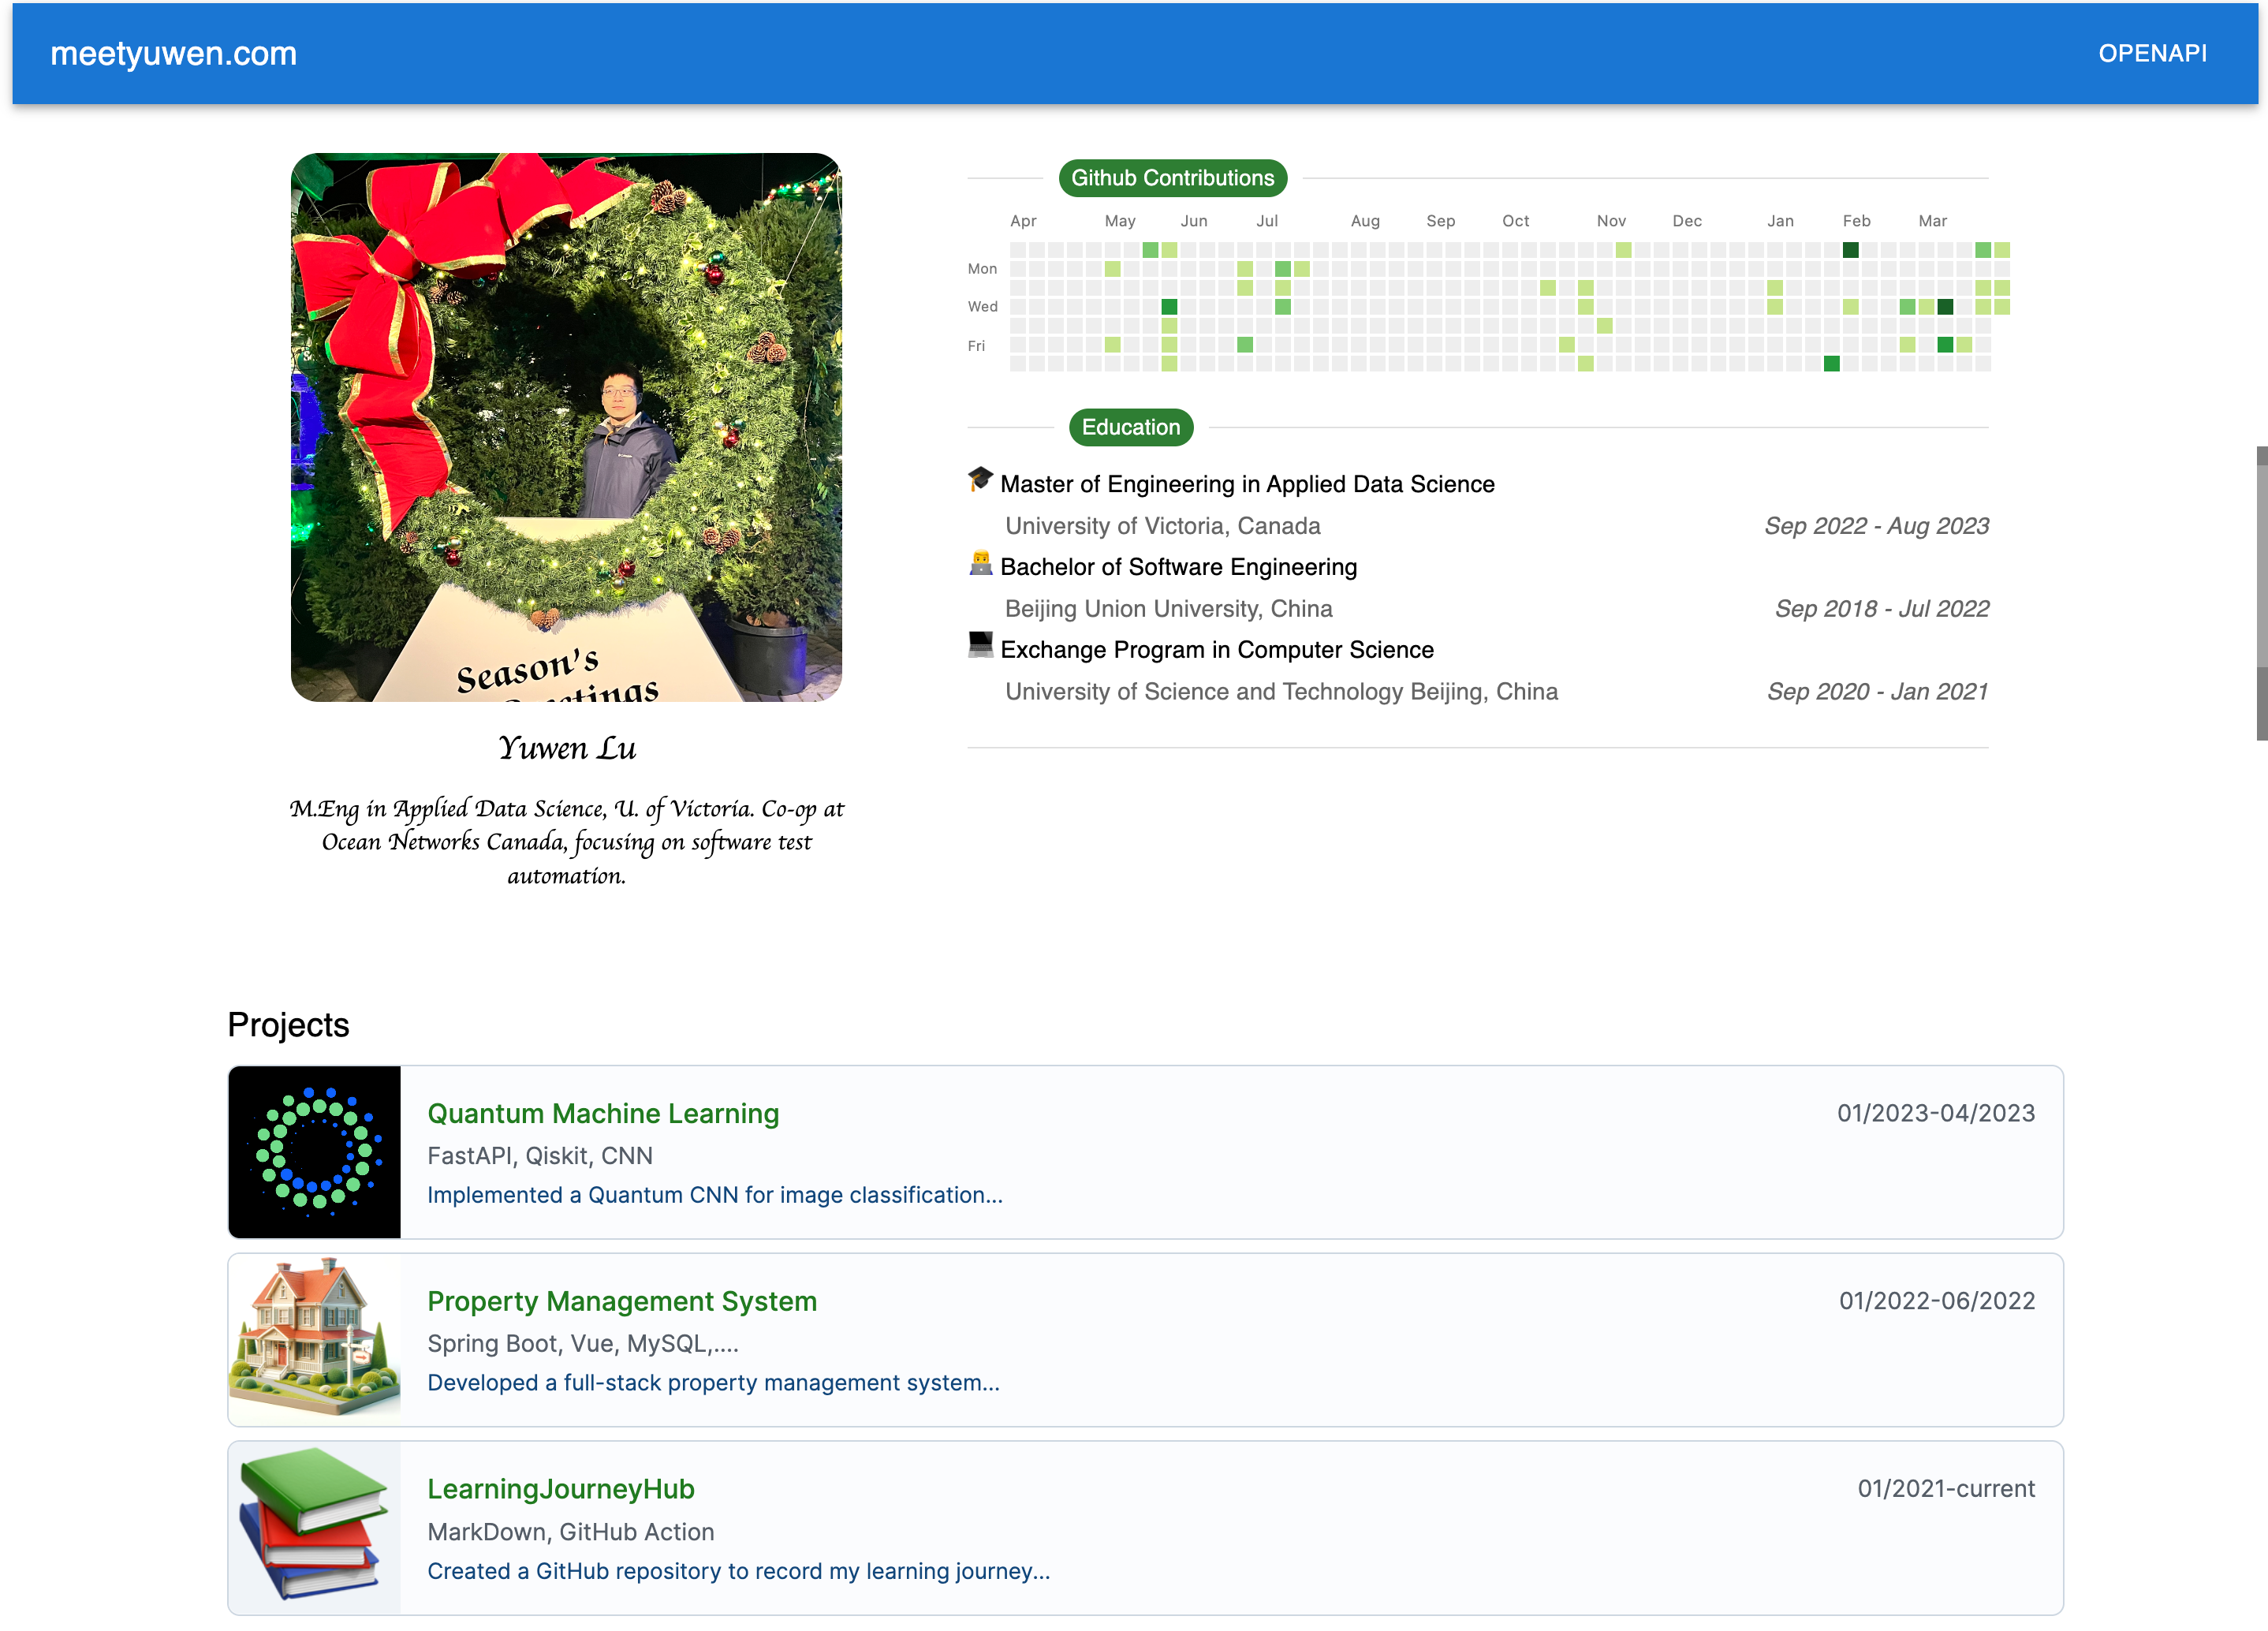 meetyuwen.com
OPENAPI
Season's
Yuwen Lu
M.Eng in Applied Data Science, U. of Victoria. Co-op at
Ocean Networks Canada, focusing on software test
automation.
Github Contributions
Apr May Jun Jul Aug Sep Oct Nov Dec Jan Feb Mar
Mon
Wed
Fri
Education
Master of Engineering in Applied Data Science
University of Victoria, Canada Sep 2022 - Aug 2023
Bachelor of Software Engineering
Beijing Union University, China Sep 2018 - Jul 2022
Exchange Program in Computer Science
University of Science and Technology Beijing, China Sep 2020 - Jan 2021
Projects
Quantum Machine Learning 01/2023-04/2023
FastAPI, Qiskit, CNN
Implemented a Quantum CNN for image classification...
Property Management System 01/2022-06/2022
Spring Boot, Vue, MySQL,....
Developed a full-stack property management system...
LearningJourneyHub 01/2021-current
MarkDown, GitHub Action
Created a GitHub repository to record my learning journey...